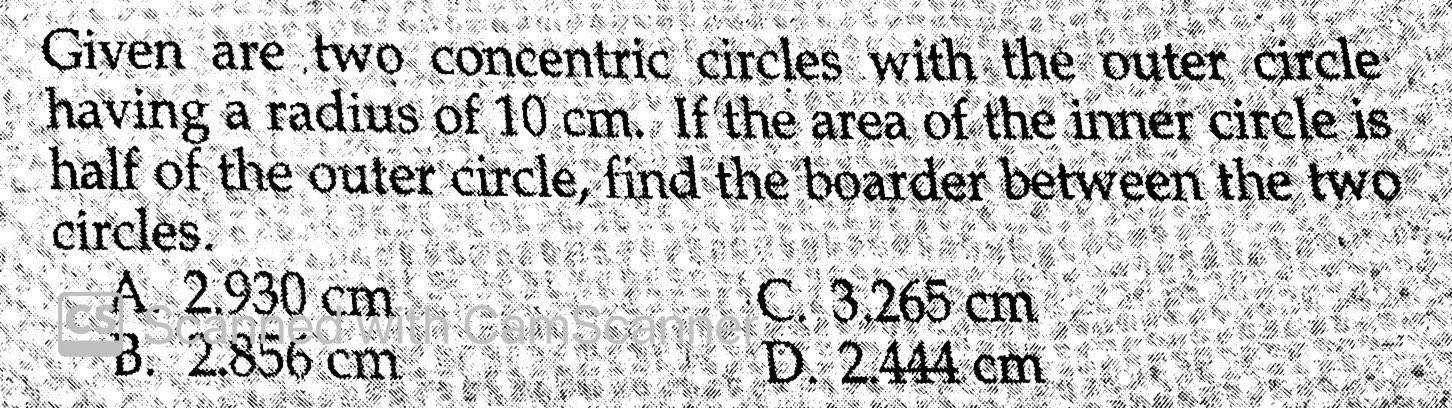 Given are two concentric circles with the outer circle
having a radius of 10 cm. If the area of the inner circle is
half of the outer circle, find the boarder between the two
circles.
A. 2.930 cm C. 3.265 cm
CS Scanned with CamScanner
B. 2.856 cm D. 2.444 cm